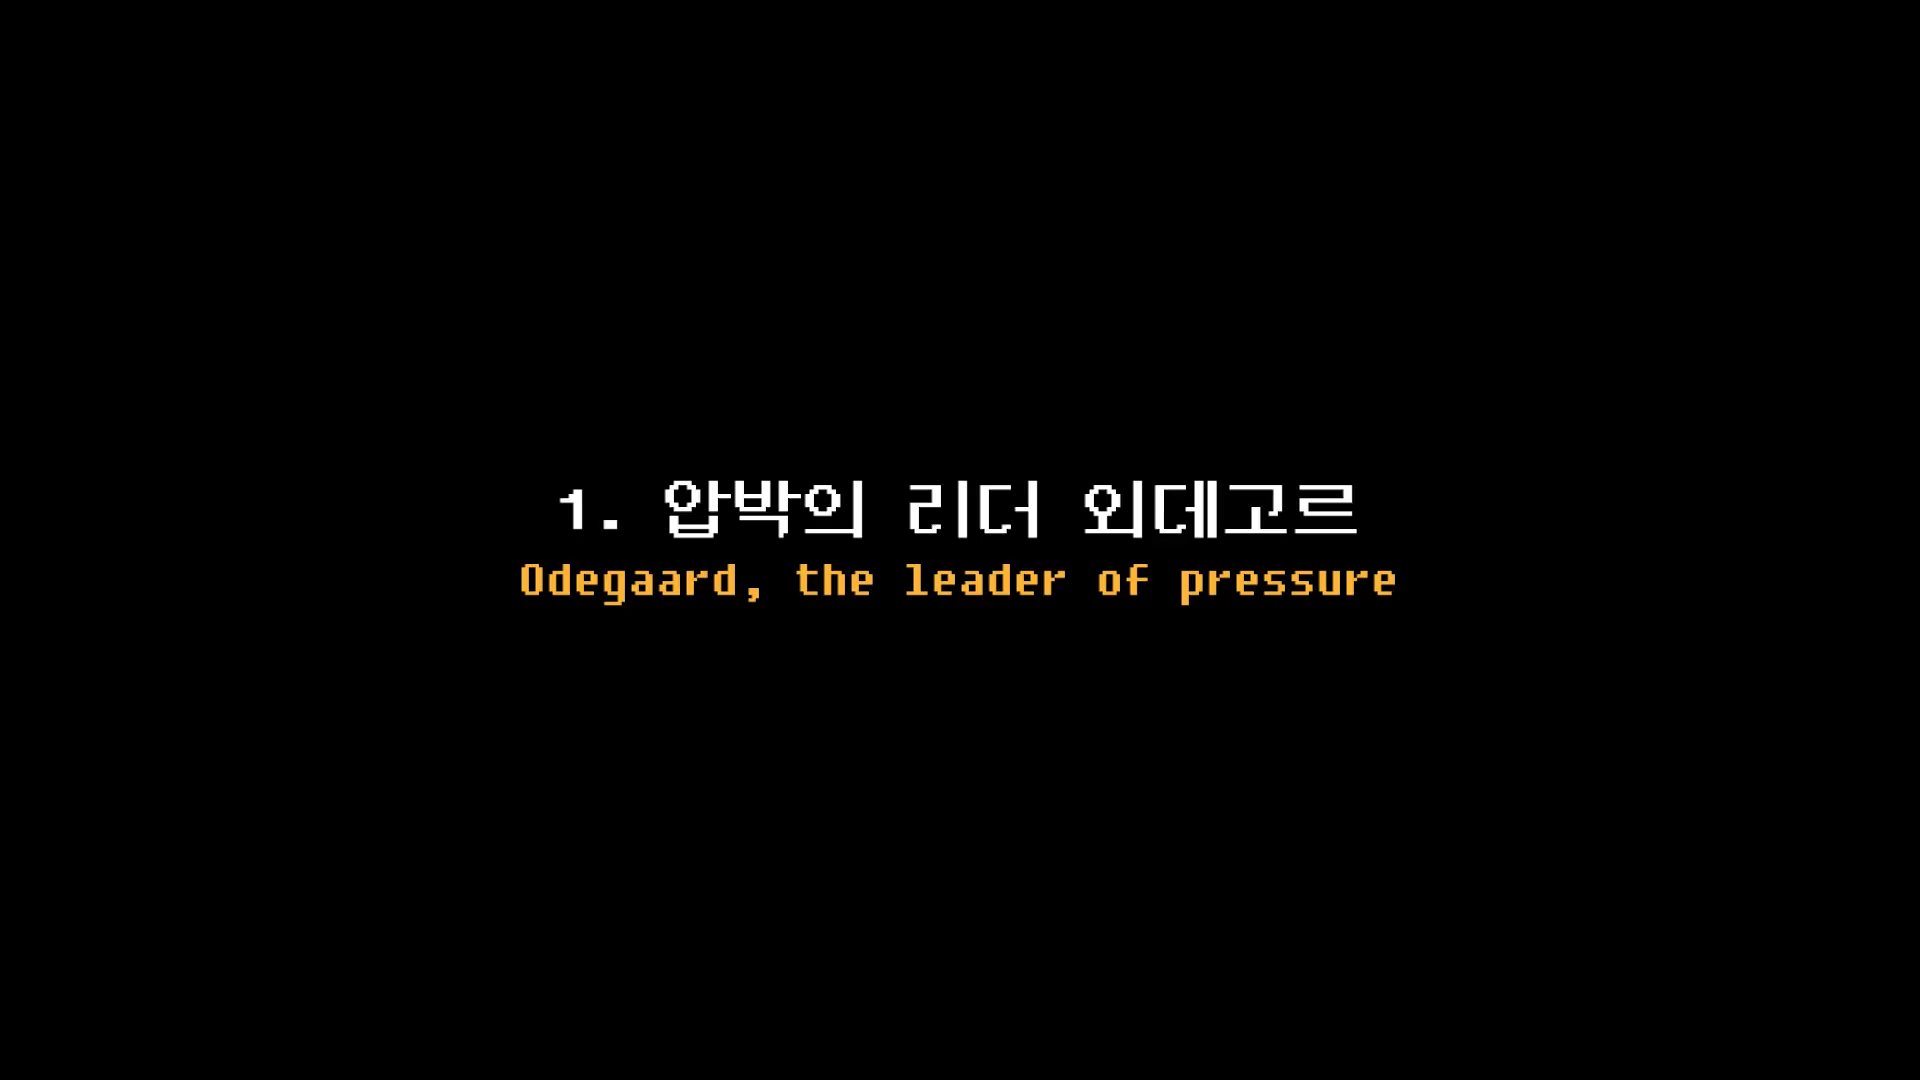 1. 압박의 리더 외데고르
Odegaard, the leader of pressure